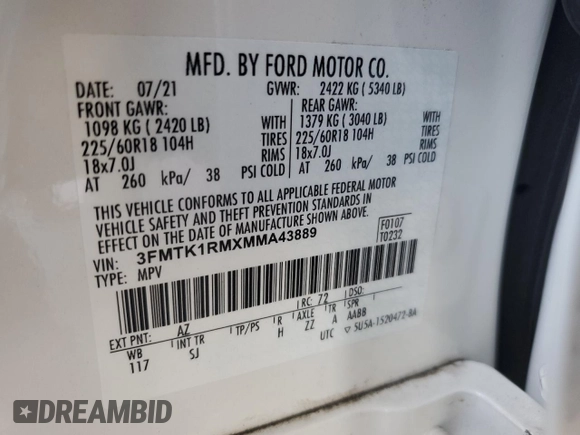 MFD. BY FORD MOTOR CO.
DATE: 07/21 GVWR: 2422 KG ( 5340 LB)
FRONT GAWR: REAR GAWR:
1098 KG ( 2420 LB) WITH 1379 KG ( 3040 LB) WITH
225/60R18 104H TIRES 225/60R18 104H TIRES
18x7.0J RIMS 18x7.0J RIMS
AT 260 kPa/ 38 PSI COLD AT 260 kPa/ 38 PSI COLD
THIS VEHICLE CONFORMS TO ALL APPLICABLE FEDERAL MOTOR
VEHICLE SAFETY AND THEFT PREVENTION STANDARDS IN
EFFECT ON THE DATE OF MANUFACTURE SHOWN ABOVE.
F0107
T0232
VIN: 3FMTK1RMXMMA43889
TYPE: MPV
EXT PNT: AZ RC: 72 DSO:
WB INT TR TP/PS R AXLE TR SPR
117 SJ H ZZ A AABB
UTC ▽ 5U5A-1520472-BA
DREAMBID